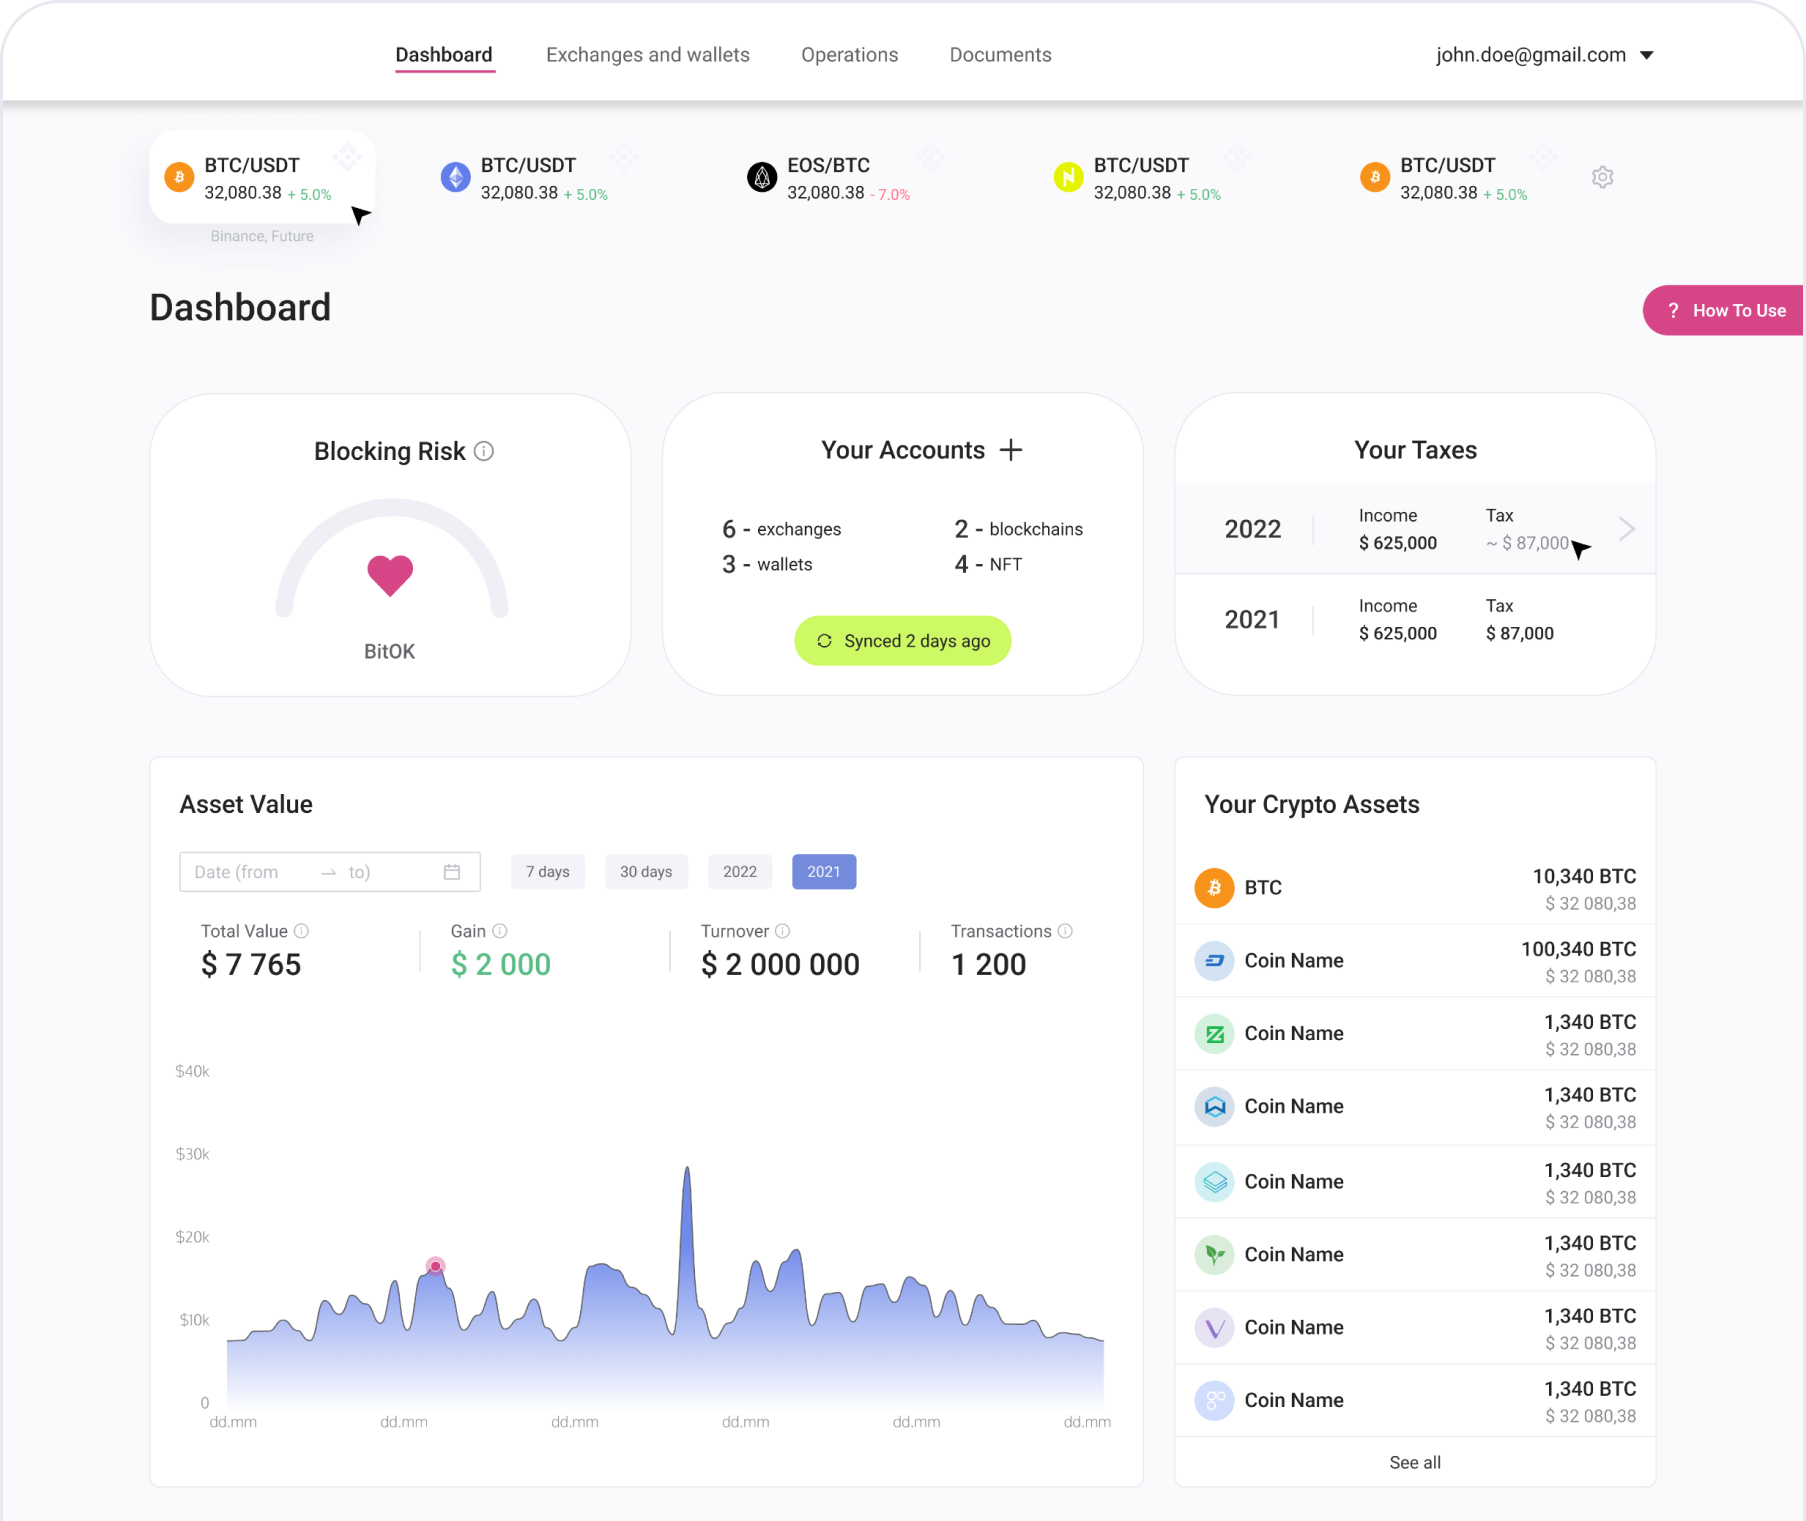 Dashboard Exchanges and wallets Operations Documents john.doe@gmail.com
BTC/USDT
32,080.38 + 5.0%
Binance, Future
BTC/USDT
32,080.38 + 5.0%
EOS/BTC
32,080.38 - 7.0%
BTC/USDT
32,080.38 + 5.0%
BTC/USDT
32,080.38 + 5.0%
Dashboard
? How To Use
Blocking Risk
BitOK
Your Accounts
6 - exchanges
2 - blockchains
3 - wallets
4 - NFT
Synced 2 days ago
Your Taxes
2022
Income
$ 625,000
Tax
~ $ 87,000
2021
Income
$ 625,000
Tax
$ 87,000
Asset Value
Date (from → to)
7 days
30 days
2022
2021
Total Value
$ 7 765
Gain
$ 2 000
Turnover
$ 2 000 000
Transactions
1 200
$40k
$30k
$20k
$10k
0
dd.mm dd.mm dd.mm dd.mm dd.mm dd.mm
Your Crypto Assets
BTC
10,340 BTC
$ 32 080,38
Coin Name
100,340 BTC
$ 32 080,38
Coin Name
1,340 BTC
$ 32 080,38
Coin Name
1,340 BTC
$ 32 080,38
Coin Name
1,340 BTC
$ 32 080,38
Coin Name
1,340 BTC
$ 32 080,38
Coin Name
1,340 BTC
$ 32 080,38
Coin Name
1,340 BTC
$ 32 080,38
See all